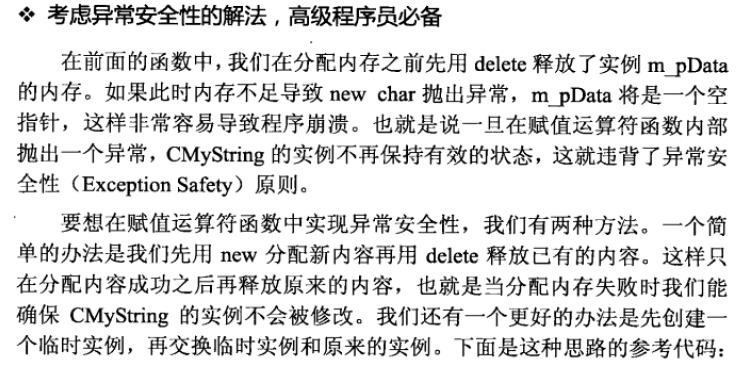 ❖ 考虑异常安全性的解法，高级程序员必备
在前面的函数中，我们在分配内存之前先用 delete 释放了实例 m_pData
的内存。如果此时内存不足导致 new char 抛出异常，m_pData 将是一个空
指针，这样非常容易导致程序崩溃。也就是说一旦在赋值运算符函数内部
抛出一个异常，CMyString 的实例不再保持有效的状态，这就违背了异常安
全性（Exception Safety）原则。
要想在赋值运算符函数中实现异常安全性，我们有两种方法。一个简
单的办法是我们先用 new 分配新内容再用 delete 释放已有的内容。这样只
在分配内容成功之后再释放原来的内容，也就是当分配内存失败时我们能
确保 CMyString 的实例不会被修改。我们还有一个更好的办法是先创建一
个临时实例，再交换临时实例和原来的实例。下面是这种思路的参考代码：